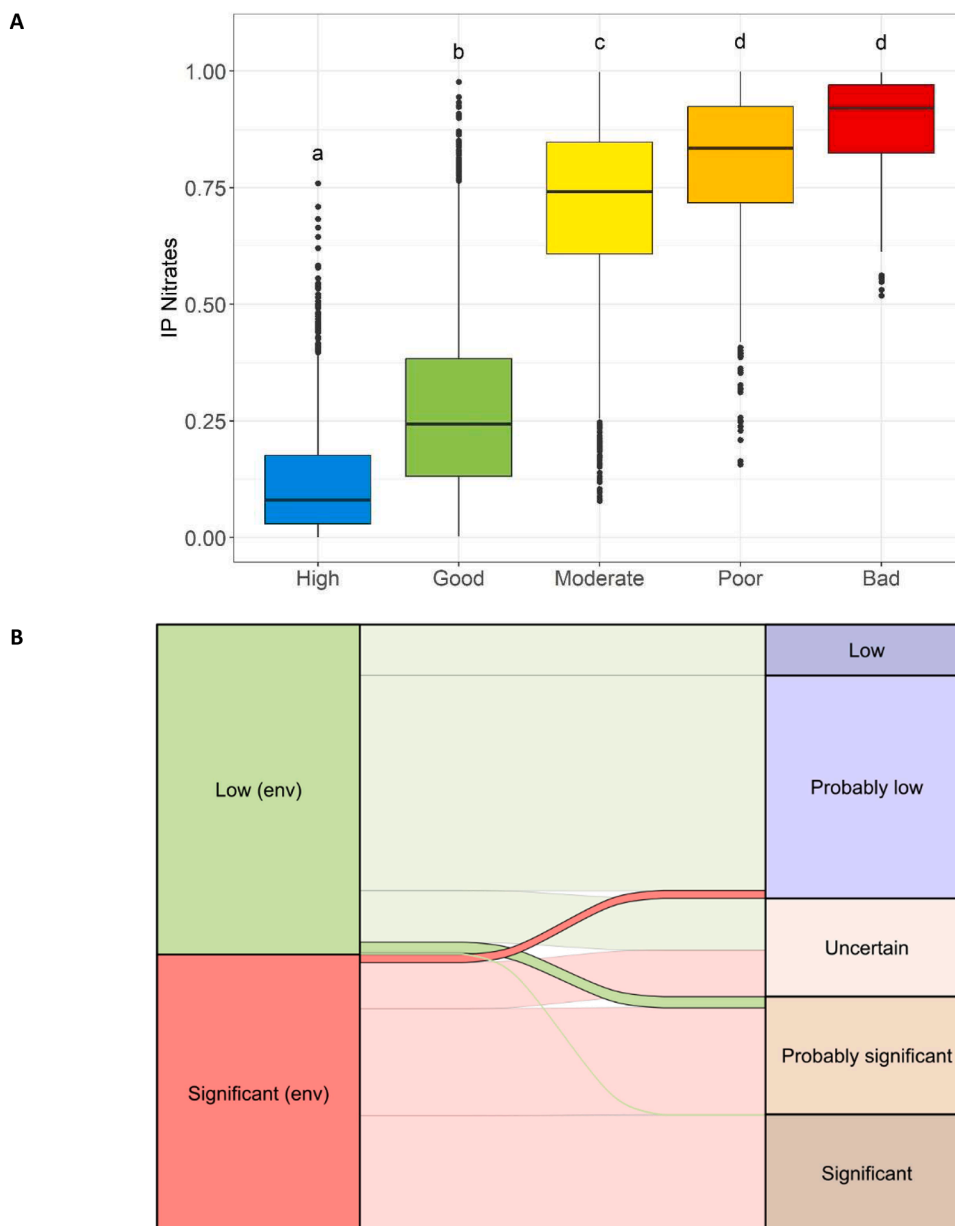 A
a
b
c
d
d
1.00
0.75
0.50
0.25
0.00
IP Nitrates
High
Good
Moderate
Poor
Bad
B
Low (env)
Significant (env)
Low
Probably low
Uncertain
Probably significant
Significant